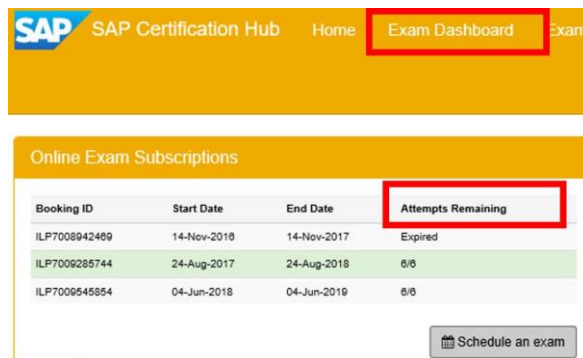 SAP SAP Certification Hub Home Exam Dashboard Exam
Online Exam Subscriptions
Booking ID Start Date End Date Attempts Remaining
ILP7008942469 14-Nov-2016 14-Nov-2017 Expired
ILP7009285744 24-Aug-2017 24-Aug-2018 6/6
ILP7009545854 04-Jun-2018 04-Jun-2019 6/6
Schedule an exam